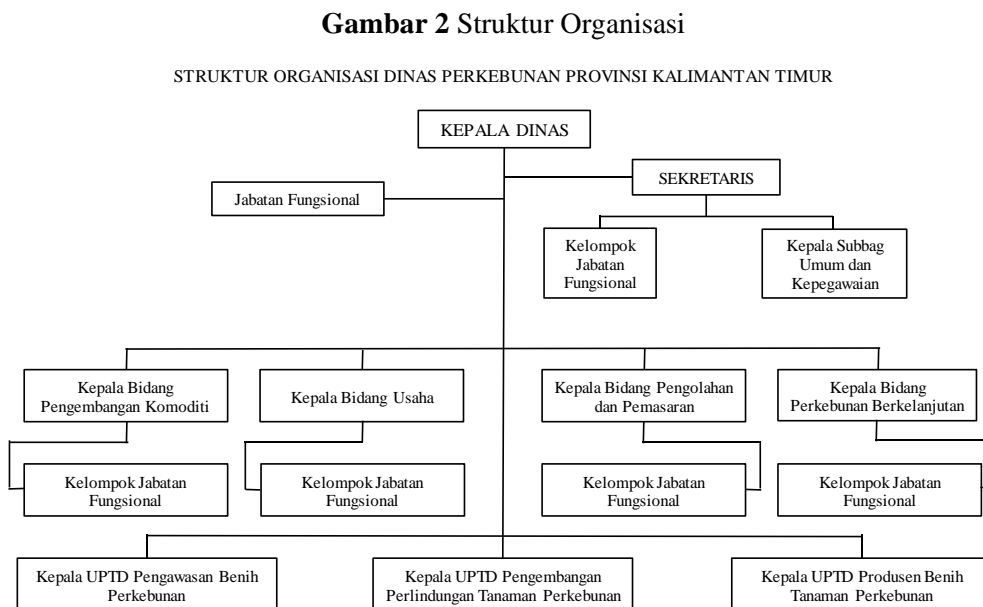 Gambar 2 Struktur Organisasi
STRUKTUR ORGANISASI DINAS PERKEBUNAN PROVINSI KALIMANTAN TIMUR
KEPALA DINAS
SEKRETARIS
Jabatan Fungsional
Kelompok
Jabatan
Fungsional
Kepala Subbag
Umum dan
Kepegawaian
Kepala Bidang
Pengembangan Komoditi
Kepala Bidang Usaha
Kepala Bidang Pengolahan
dan Pemasaran
Kepala Bidang
Perkebunan Berkelanjutan
Kelompok Jabatan
Fungsional
Kelompok Jabatan
Fungsional
Kelompok Jabatan
Fungsional
Kelompok Jabatan
Fungsional
Kepala UPTD Pengawasan Benih
Perkebunan
Kepala UPTD Pengembangan
Perlindungan Tanaman Perkebunan
Kepala UPTD Produsen Benih
Tanaman Perkebunan